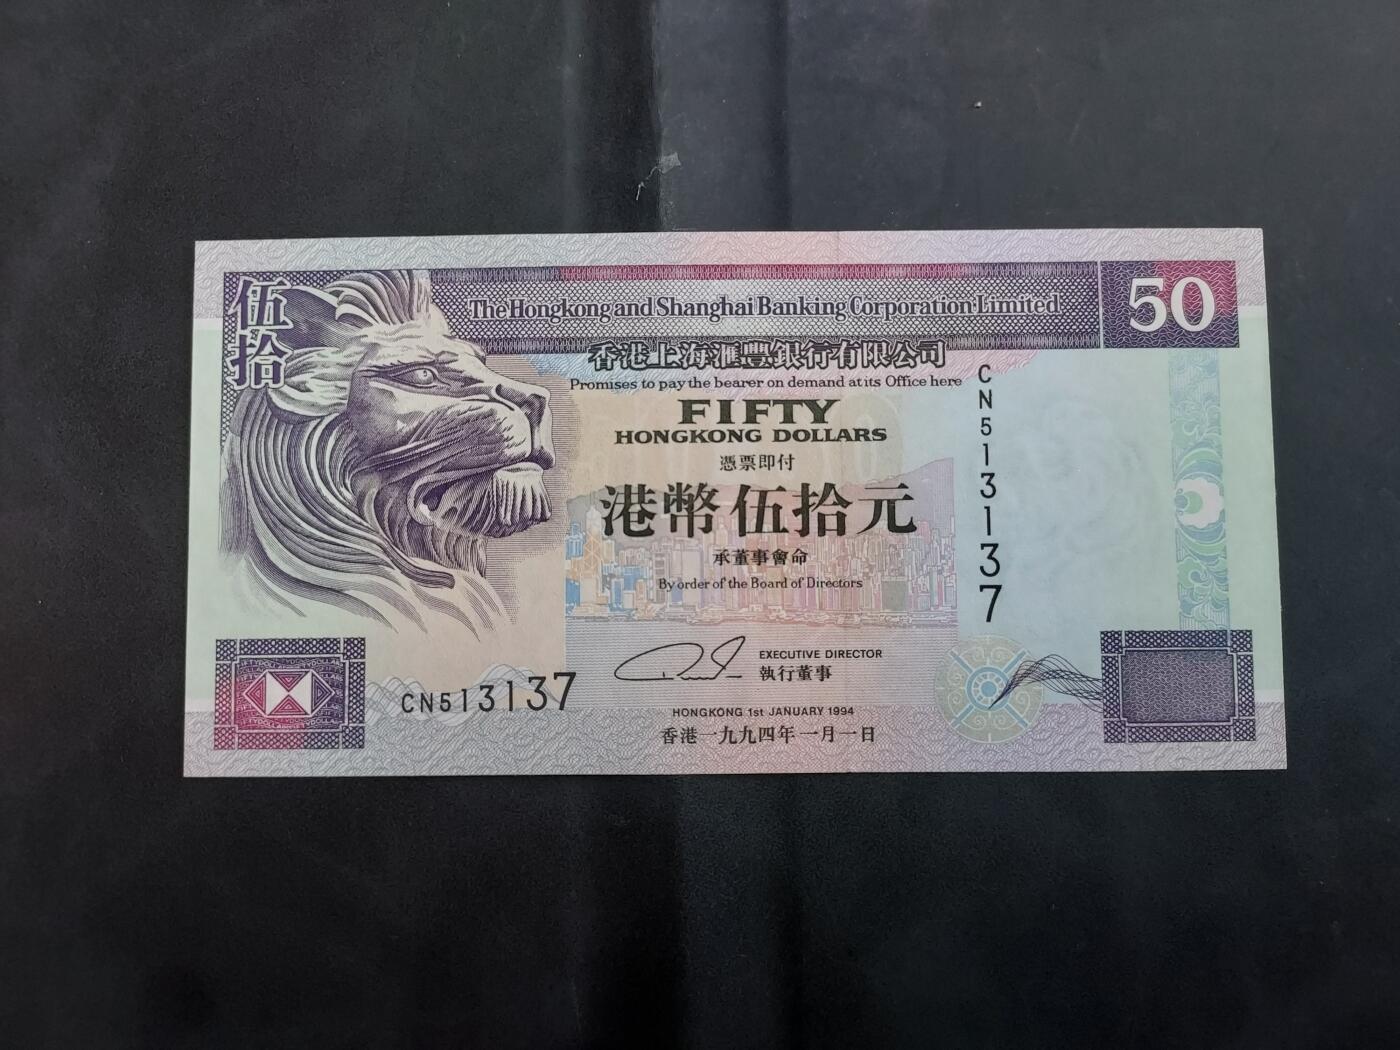 伍拾
The Hongkong and Shanghai Banking Corporation Limited
50
香港上海滙豐銀行有限公司
Promises to pay the bearer on demand at its Office here
FIFTY
HONGKONG DOLLARS
憑票即付
港幣伍拾元
承董事會命
By order of the Board of Directors
CN513137
EXECUTIVE DIRECTOR
執行董事
CN513137
HONGKONG 1st JANUARY 1994
香港一九九四年一月一日